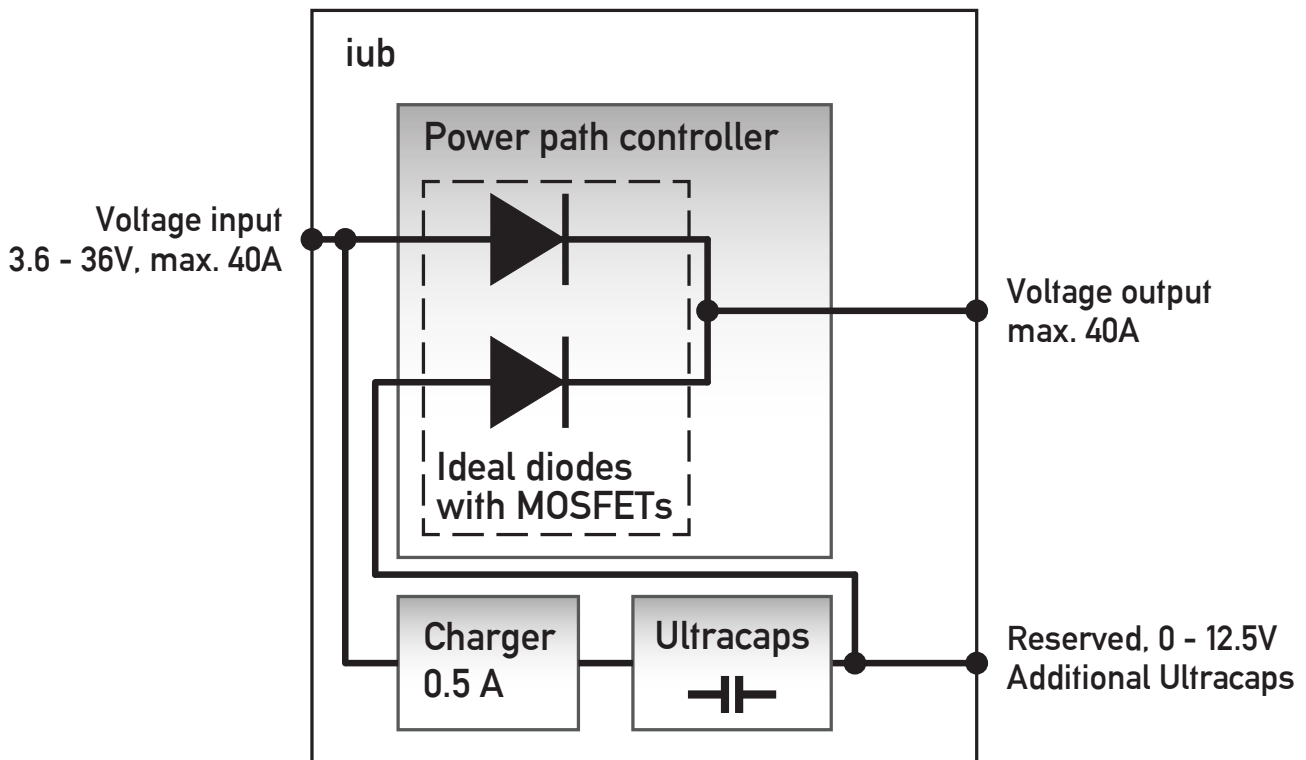 iub
Power path controller
Voltage input
3.6 - 36V, max. 40A
Voltage output
max. 40A
Ideal diodes
with MOSFETs
Charger
0.5 A
Ultracaps
Reserved, 0 - 12.5V
Additional Ultracaps